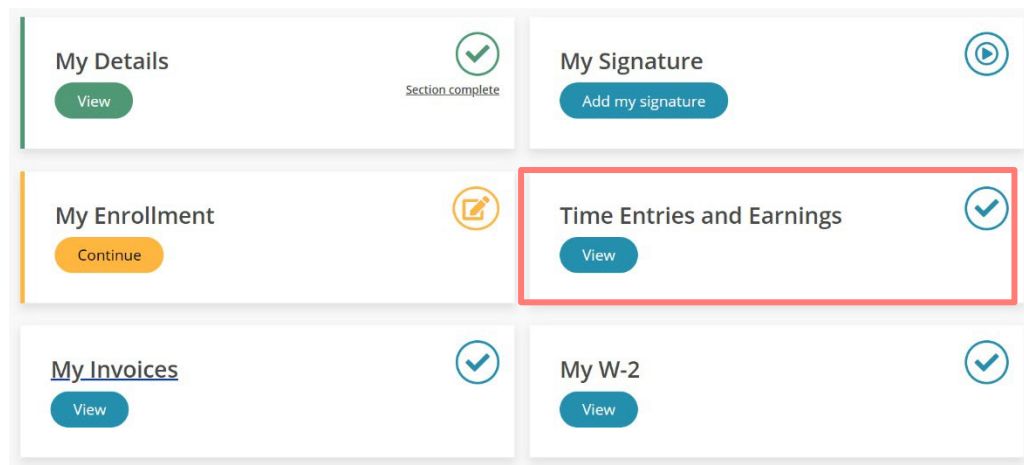 My Details
View
Section complete
My Signature
Add my signature
My Enrollment
Continue
Time Entries and Earnings
View
My Invoices
View
My W-2
View